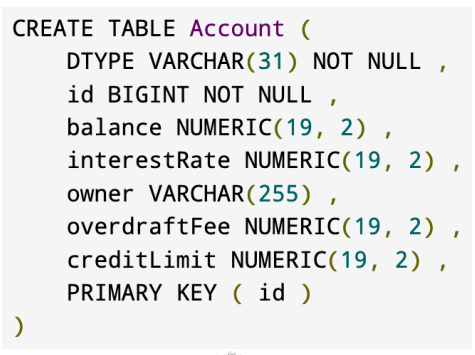 CREATE TABLE Account (
DTYPE VARCHAR(31) NOT NULL ,
id BIGINT NOT NULL ,
balance NUMERIC(19, 2) ,
interestRate NUMERIC(19, 2) ,
owner VARCHAR(255) ,
overdraftFee NUMERIC(19, 2) ,
creditLimit NUMERIC(19, 2) ,
PRIMARY KEY ( id )
)